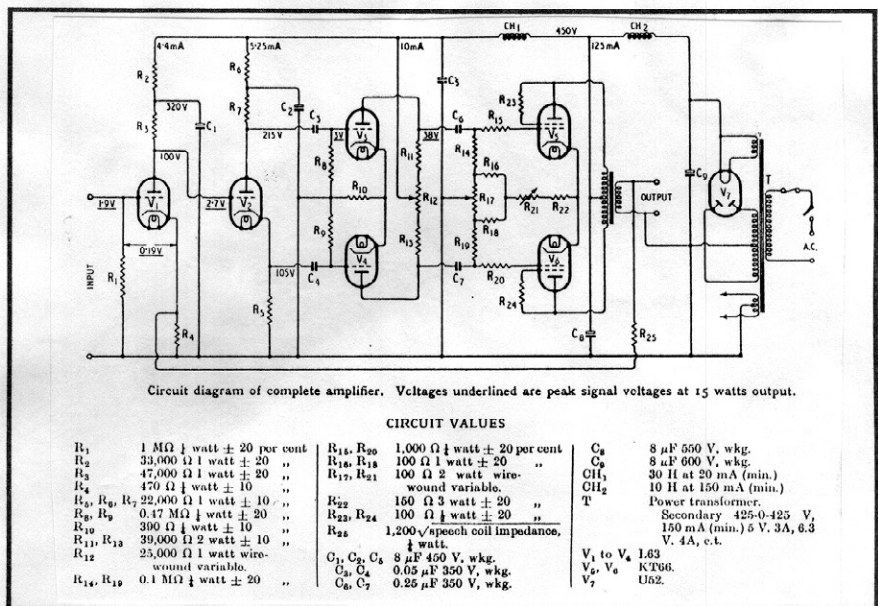 CH1
450V
CH2
4·4mA
5·25mA
10mA
125mA
R2
R6
C5
R23
R3
R7
C2
C3
C6
R15
320V
C1
215V
5V
V3
38V
V5
100V
R8
R11
R14
R16
C9
V7
T
V1
V2
R10
R12
R17
R21
R22
OUTPUT
1·9V
2·7V
R9
R13
R18
A.C.
0·19V
V4
R19
V6
105V
C4
C7
R20
R24
INPUT
R1
R5
R4
C8
R25
Circuit diagram of complete amplifier. Voltages underlined are peak signal voltages at 15 watts output.
CIRCUIT VALUES
R1 1 MΩ ¼ watt ± 20 per cent
R2 33,000 Ω 1 watt ± 20 „
R3 47,000 Ω 1 watt ± 20 „
R4 470 Ω ¼ watt ± 10 „
R5, R6, R7 22,000 Ω 1 watt ± 10 „
R8, R9 0.47 MΩ ¼ watt ± 20 „
R10 390 Ω ¼ watt ± 10 „
R11, R13 39,000 Ω 2 watt ± 10 „
R12 25,000 Ω 1 watt wire-
wound variable.
R14, R19 0.1 MΩ ¼ watt ± 20 „
R15, R20 1,000 Ω ¼ watt ± 20 per cent
R16, R18 100 Ω 1 watt ± 20 „
R17, R21 100 Ω 2 watt wire-
wound variable.
R22 150 Ω 3 watt ± 20 „
R23, R24 100 Ω ½ watt ± 20 „
R25 1,200√speech coil impedance,
¼ watt.
C1, C2, C5 8 μF 450 V. wkg.
C3, C4 0.05 μF 350 V, wkg.
C6, C7 0.25 μF 350 V, wkg.
C8 8 μF 550 V. wkg.
C9 8 μF 600 V. wkg.
CH1 30 H at 20 mA (min.)
CH2 10 H at 150 mA (min.)
T Power transformer.
Secondary 425-0-425 V,
150 mA (min.) 5 V. 3A, 6.3
V. 4A, c.t.
V1 to V4 L63
V5, V6 KT66.
V7 U52.